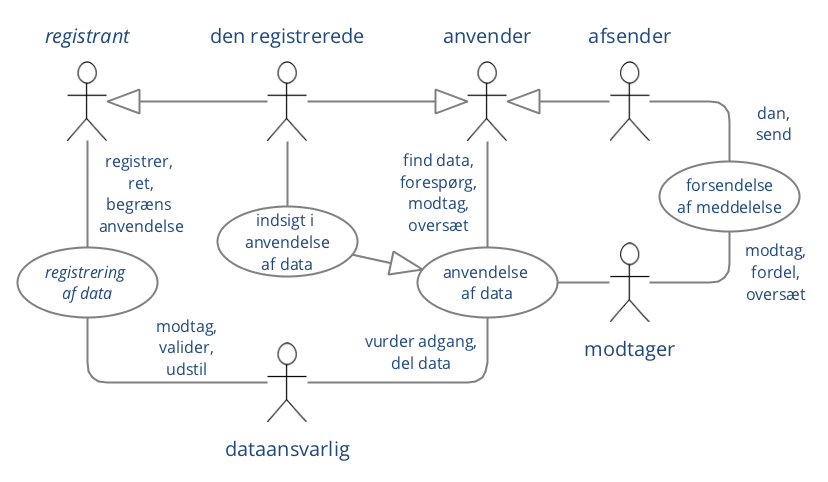 registrant
den registrerede
anvender
afsender
registrer,
ret,
begræns
anvendelse
find data,
forespørg,
modtag,
oversæt
dan,
send
forsendelse
af meddelelse
indsigt i
anvendelse
af data
registrering
af data
anvendelse
af data
modtag,
fordel,
oversæt
modtag,
valider,
udstil
vurder adgang,
del data
modtager
dataansvarlig